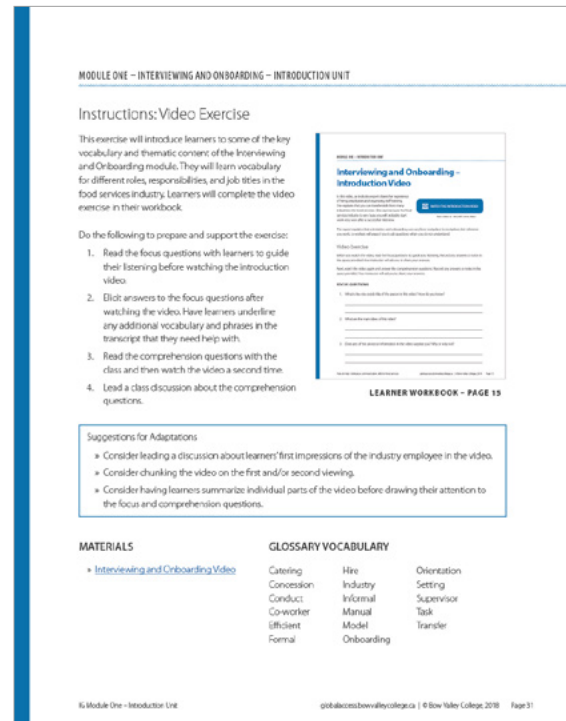 MODULE ONE – INTERVIEWING AND ONBOARDING – INTRODUCTION UNIT
Instructions: Video Exercise
This exercise will introduce learners to some of the key
vocabulary and thematic content of the Interviewing
and Onboarding module. They will learn vocabulary
for different roles, responsibilities, and job titles in the
food services industry. Learners will complete the video
exercise in their workbook.
Do the following to prepare and support the exercise:
1. Read the focus questions with learners to guide
their listening before watching the introduction
video.
2. Elicit answers to the focus questions after
watching the video. Have learners underline
any additional vocabulary and phrases in the
transcript that they need help with.
3. Read the comprehension questions with the
class and then watch the video a second time.
4. Lead a class discussion about the comprehension
questions.
Interviewing and Onboarding –
Introduction Video
Video Exercise
LEARNER WORKBOOK – PAGE 15
Suggestions for Adaptations
» Consider leading a discussion about learners' first impressions of the industry employee in the video.
» Consider chunking the video on the first and/or second viewing.
» Consider having learners summarize individual parts of the video before drawing their attention to
the focus and comprehension questions.
MATERIALS
» Interviewing and Onboarding Video
GLOSSARY VOCABULARY
Catering
Concession
Conduct
Co-worker
Efficient
Formal
Hire
Industry
Informal
Manual
Model
Onboarding
Orientation
Setting
Supervisor
Task
Transfer
IG Module One – Introduction Unit
globalaccess.bowvalleycollege.ca | © Bow Valley College, 2018 Page 31